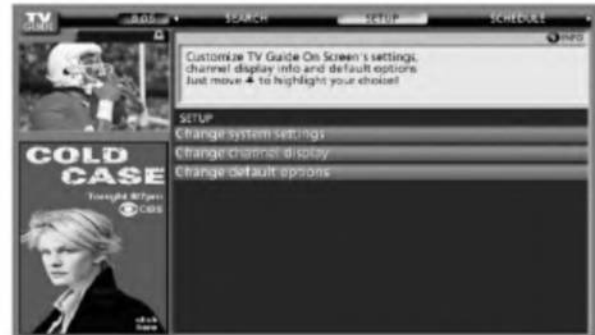 TV
GUIDE
SEARCH
SETUP
SCHEDULE
INFO
Customize TV Guide On Screen's settings,
channel display info and default options
Just move to highlight your choice!
SETUP
Change system settings
Change channel display
Change default options
COLD
CASE
Tonight 8/7pm
CBS
click
here